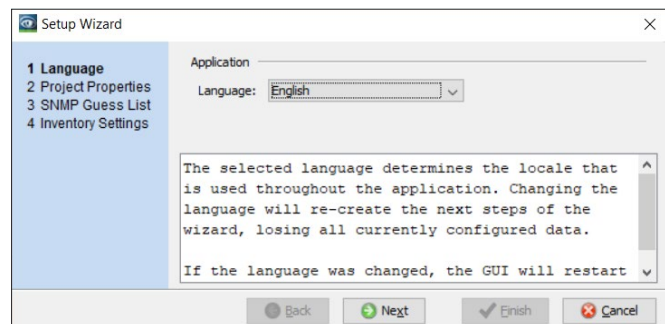 Setup Wizard
1 Language
2 Project Properties
3 SNMP Guess List
4 Inventory Settings
Application
Language: English
The selected language determines the locale that
is used throughout the application. Changing the
language will re-create the next steps of the
wizard, losing all currently configured data.
If the language was changed, the GUI will restart
Back Next Finish Cancel